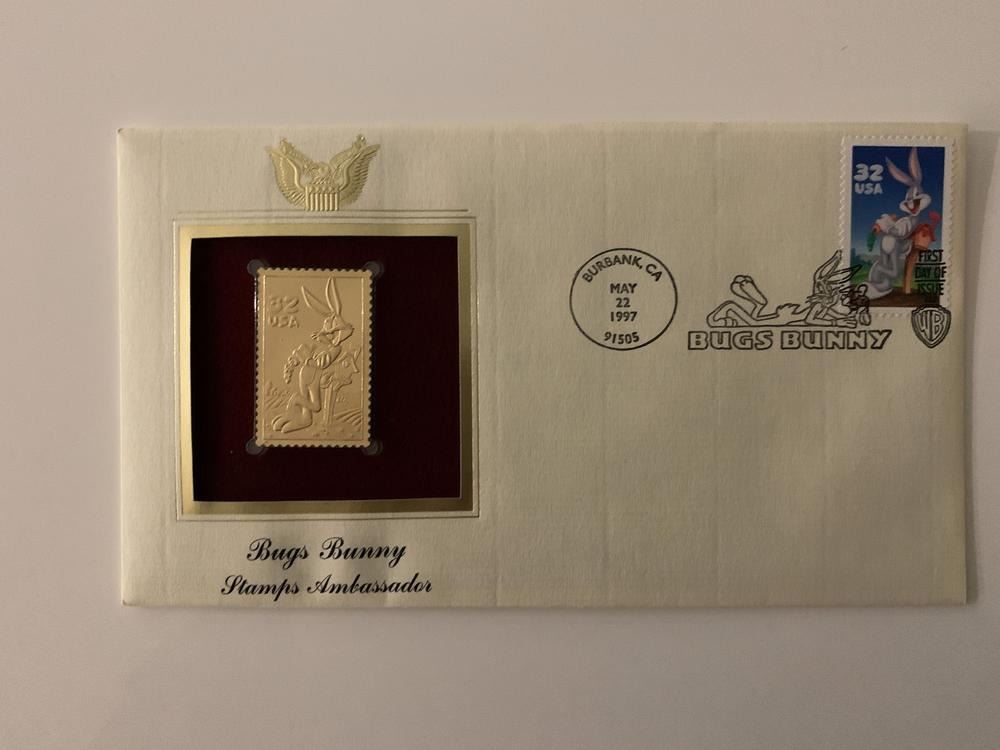 32
USA
Bugs Bunny
Stamps Ambassador
BURBANK, CA
MAY
22
1997
91505
BUGS BUNNY
32
USA
FIRST
DAY OF
ISSUE
WB